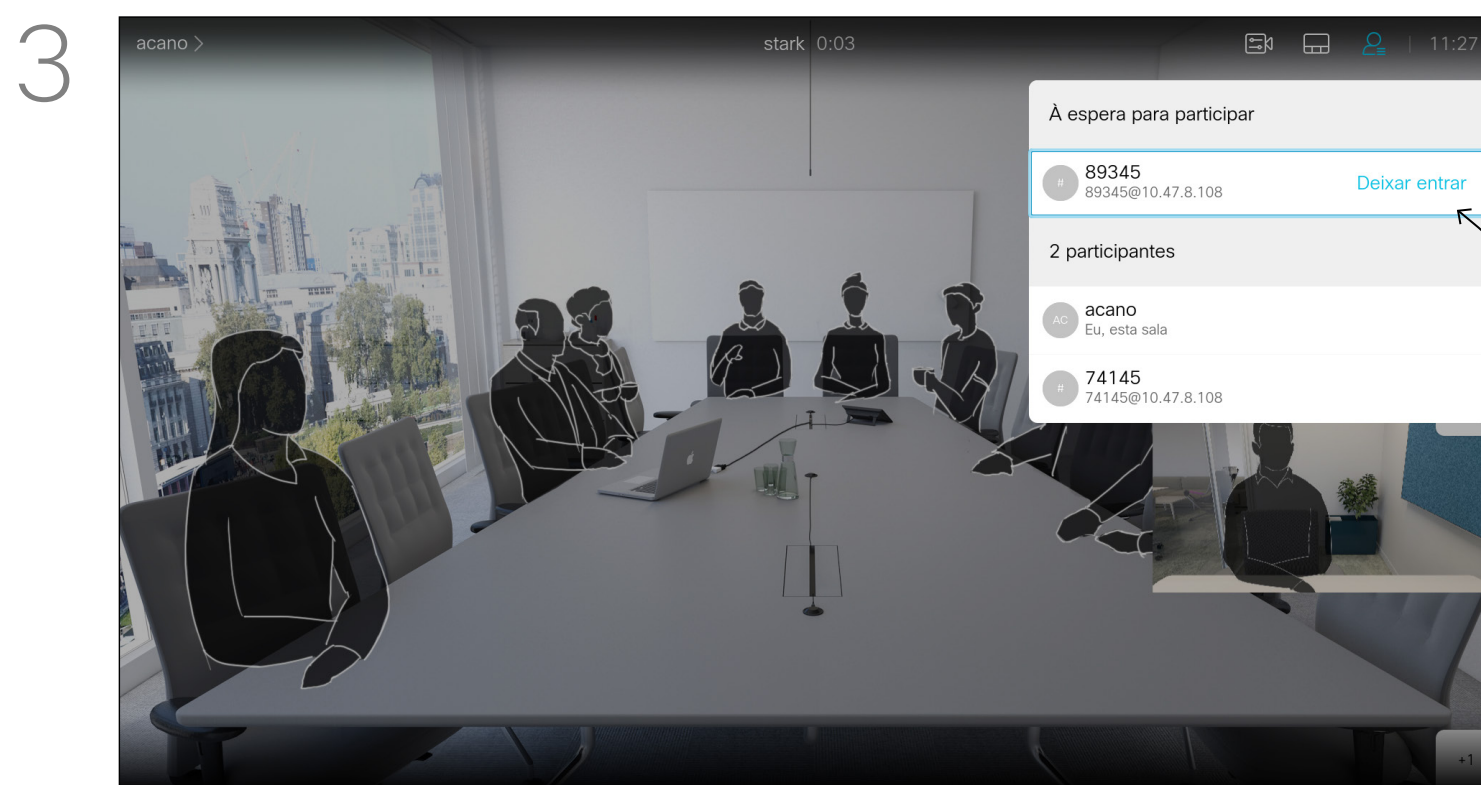 3
acano >
stark 0:03
11:27
À espera para participar
#
89345
89345@10.47.8.108
Deixar entrar
2 participantes
AC
acano
Eu, esta sala
#
74145
74145@10.47.8.108
+1